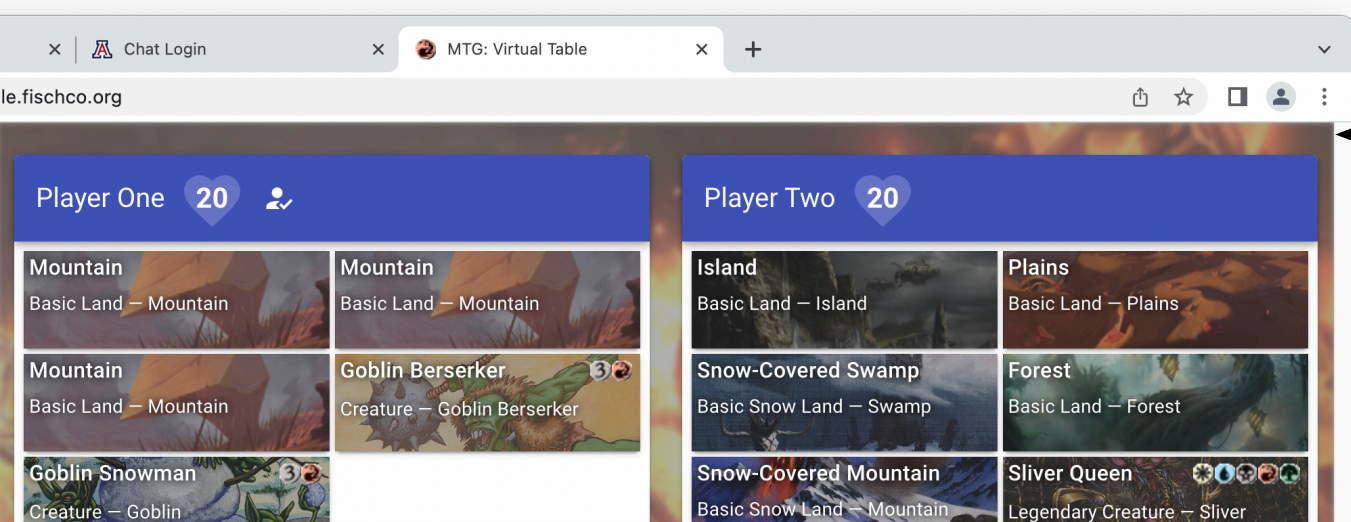 Chat Login
MTG: Virtual Table
le.fischco.org
Player One 20
Mountain
Basic Land — Mountain
Mountain
Basic Land — Mountain
Mountain
Basic Land — Mountain
Goblin Berserker 3
Creature — Goblin Berserker
Goblin Snowman 3
Creature — Goblin
Player Two 20
Island
Basic Land — Island
Plains
Basic Land — Plains
Snow-Covered Swamp
Basic Snow Land — Swamp
Forest
Basic Land — Forest
Snow-Covered Mountain
Basic Snow Land — Mountain
Sliver Queen
Legendary Creature — Sliver